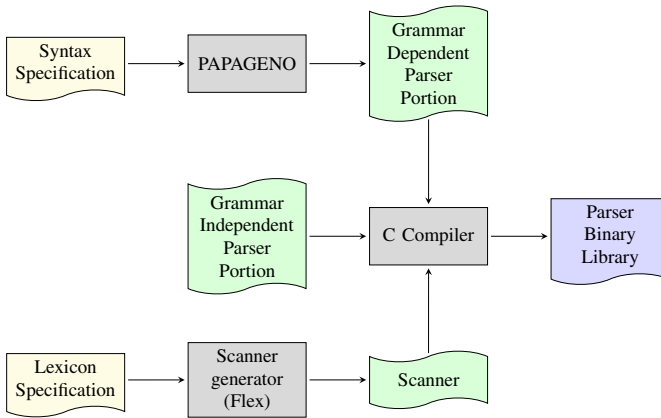 Syntax
Specification
PAPAGENO
Grammar
Dependent
Parser
Portion
Grammar
Independent
Parser
Portion
C Compiler
Parser
Binary
Library
Lexicon
Specification
Scanner
generator
(Flex)
Scanner